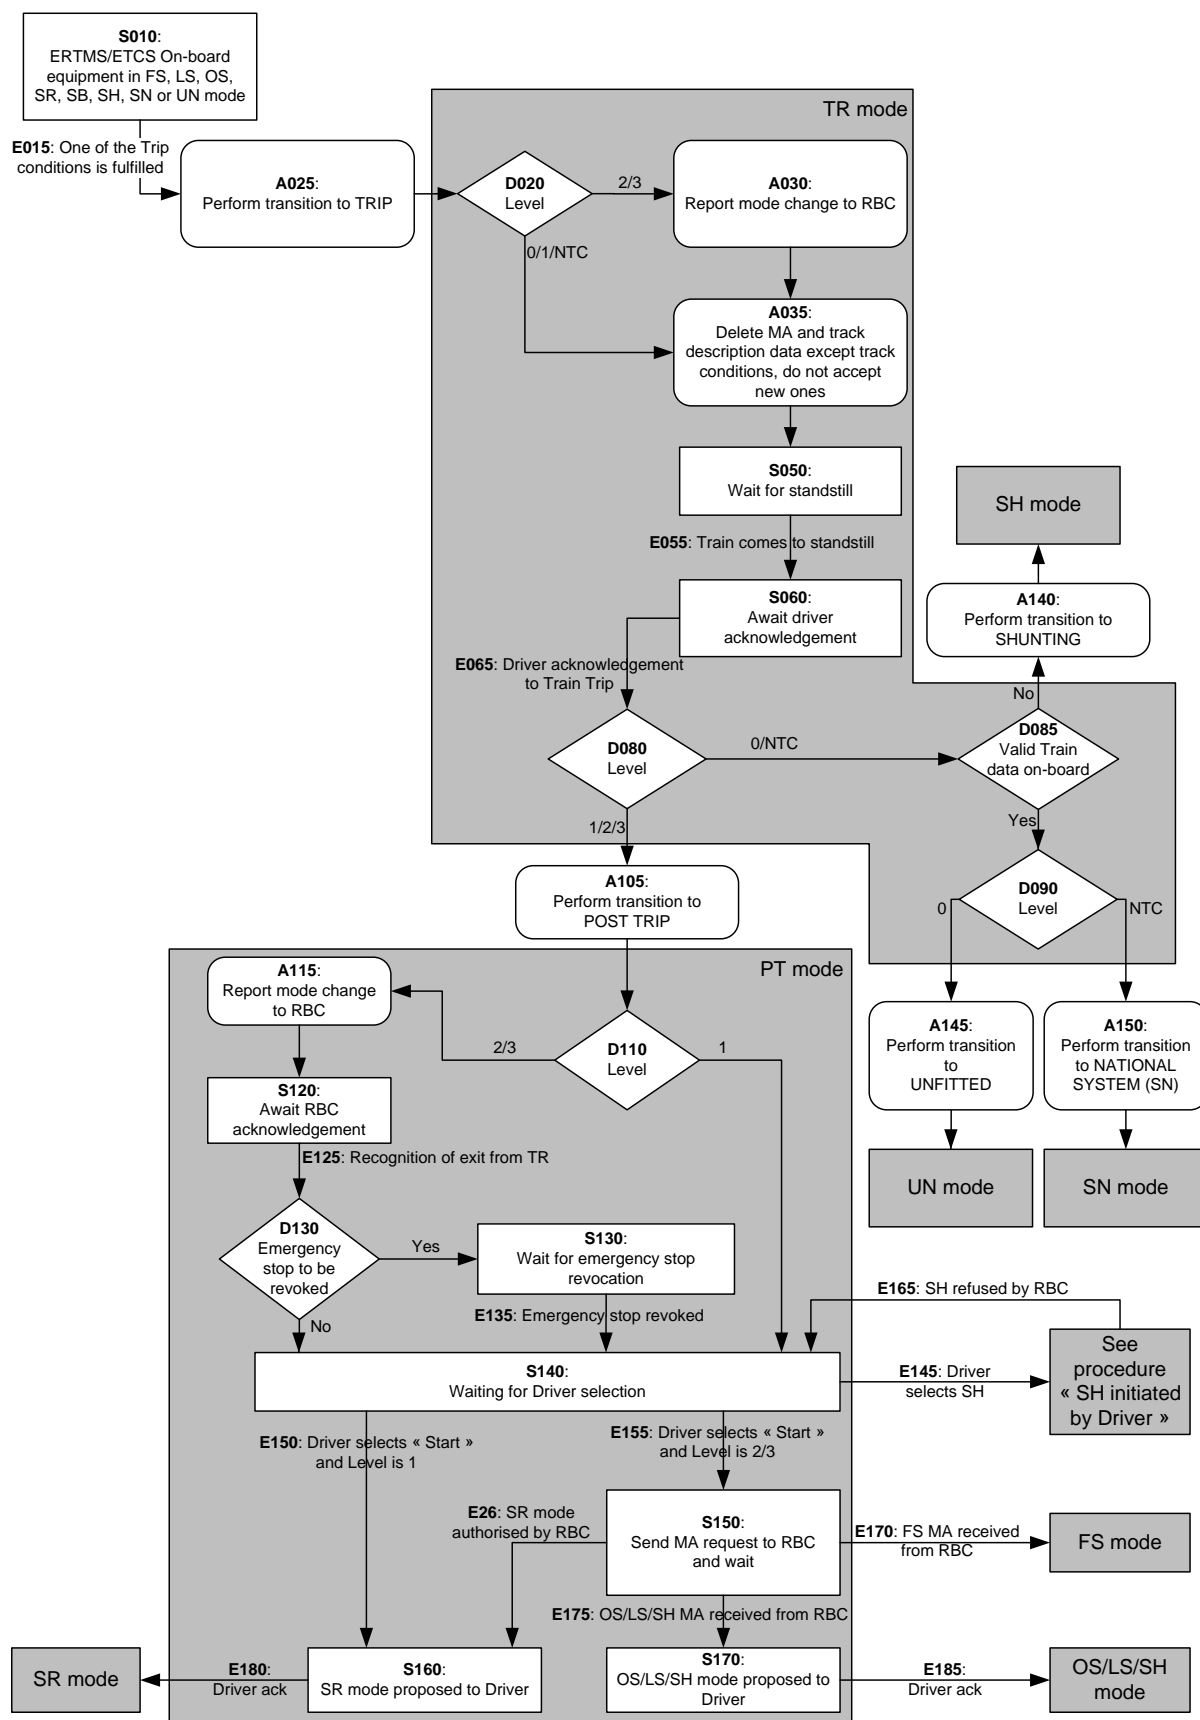 S010:
ERTMS/ETCS On-board
equipment in FS, LS, OS,
SR, SB, SH, SN or UN mode
E015: One of the Trip
conditions is fulfilled
A025:
Perform transition to TRIP
TR mode
D020
Level
2/3
0/1/NTC
A030:
Report mode change to RBC
A035:
Delete MA and track
description data except track
conditions, do not accept
new ones
S050:
Wait for standstill
E055: Train comes to standstill
S060:
Await driver
acknowledgement
E065: Driver acknowledgement
to Train Trip
SH mode
A140:
Perform transition to
SHUNTING
No
D080
Level
0/NTC
D085
Valid Train
data on-board
1/2/3
Yes
A105:
Perform transition to
POST TRIP
D090
Level
0
NTC
PT mode
A115:
Report mode change
to RBC
2/3
D110
Level
1
A145:
Perform transition
to
UNFITTED
A150:
Perform transition
to NATIONAL
SYSTEM (SN)
S120:
Await RBC
acknowledgement
E125: Recognition of exit from TR
UN mode
SN mode
D130
Emergency
stop to be
revoked
Yes
S130:
Wait for emergency stop
revocation
No
E135: Emergency stop revoked
E165: SH refused by RBC
S140:
Waiting for Driver selection
E145: Driver
selects SH
See
procedure
« SH initiated
by Driver »
E150: Driver selects « Start »
and Level is 1
E155: Driver selects « Start »
and Level is 2/3
E26: SR mode
authorised by RBC
S150:
Send MA request to RBC
and wait
E170: FS MA received
from RBC
FS mode
E175: OS/LS/SH MA received from RBC
SR mode
E180:
Driver ack
S160:
SR mode proposed to Driver
S170:
OS/LS/SH mode proposed to
Driver
E185:
Driver ack
OS/LS/SH
mode